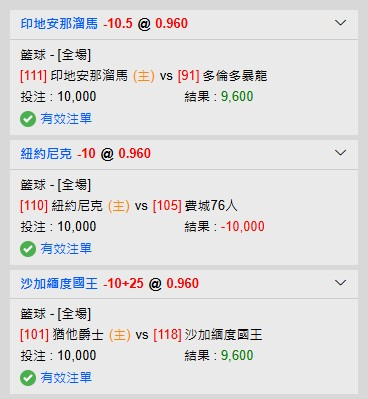 印地安那溜馬 -10.5 @ 0.960
籃球 - [全場]
[111] 印地安那溜馬 (主) vs [91] 多倫多暴龍
投注 : 10,000 結果 : 9,600
有效注單
紐約尼克 -10 @ 0.960
籃球 - [全場]
[110] 紐約尼克 (主) vs [105] 費城76人
投注 : 10,000 結果 : -10,000
有效注單
沙加緬度國王 -10+25 @ 0.960
籃球 - [全場]
[101] 猶他爵士 (主) vs [118] 沙加緬度國王
投注 : 10,000 結果 : 9,600
有效注單